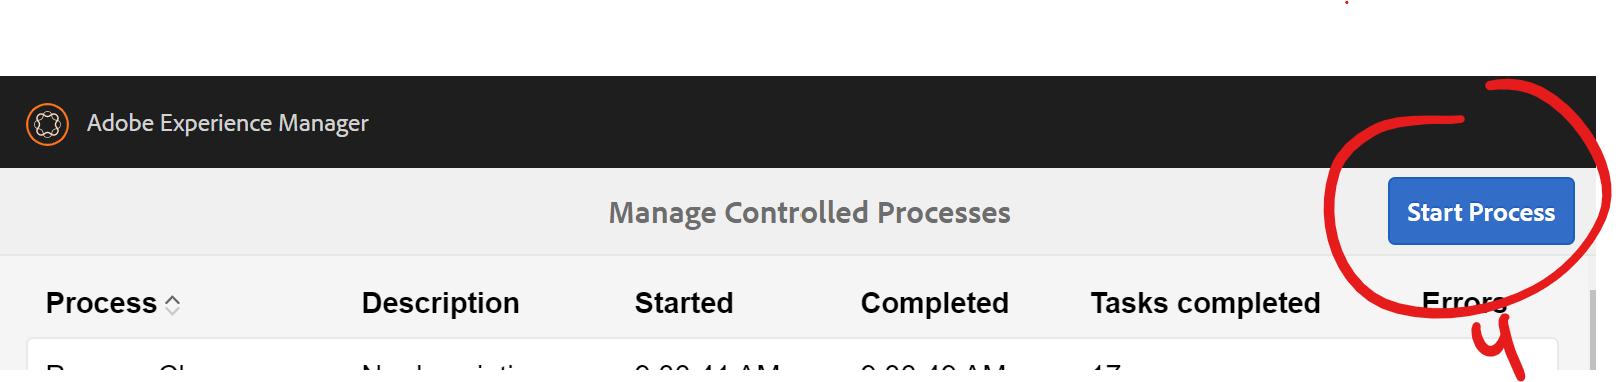 Adobe Experience Manager
Manage Controlled Processes
Start Process
Process Description Started Completed Tasks completed Errors
4